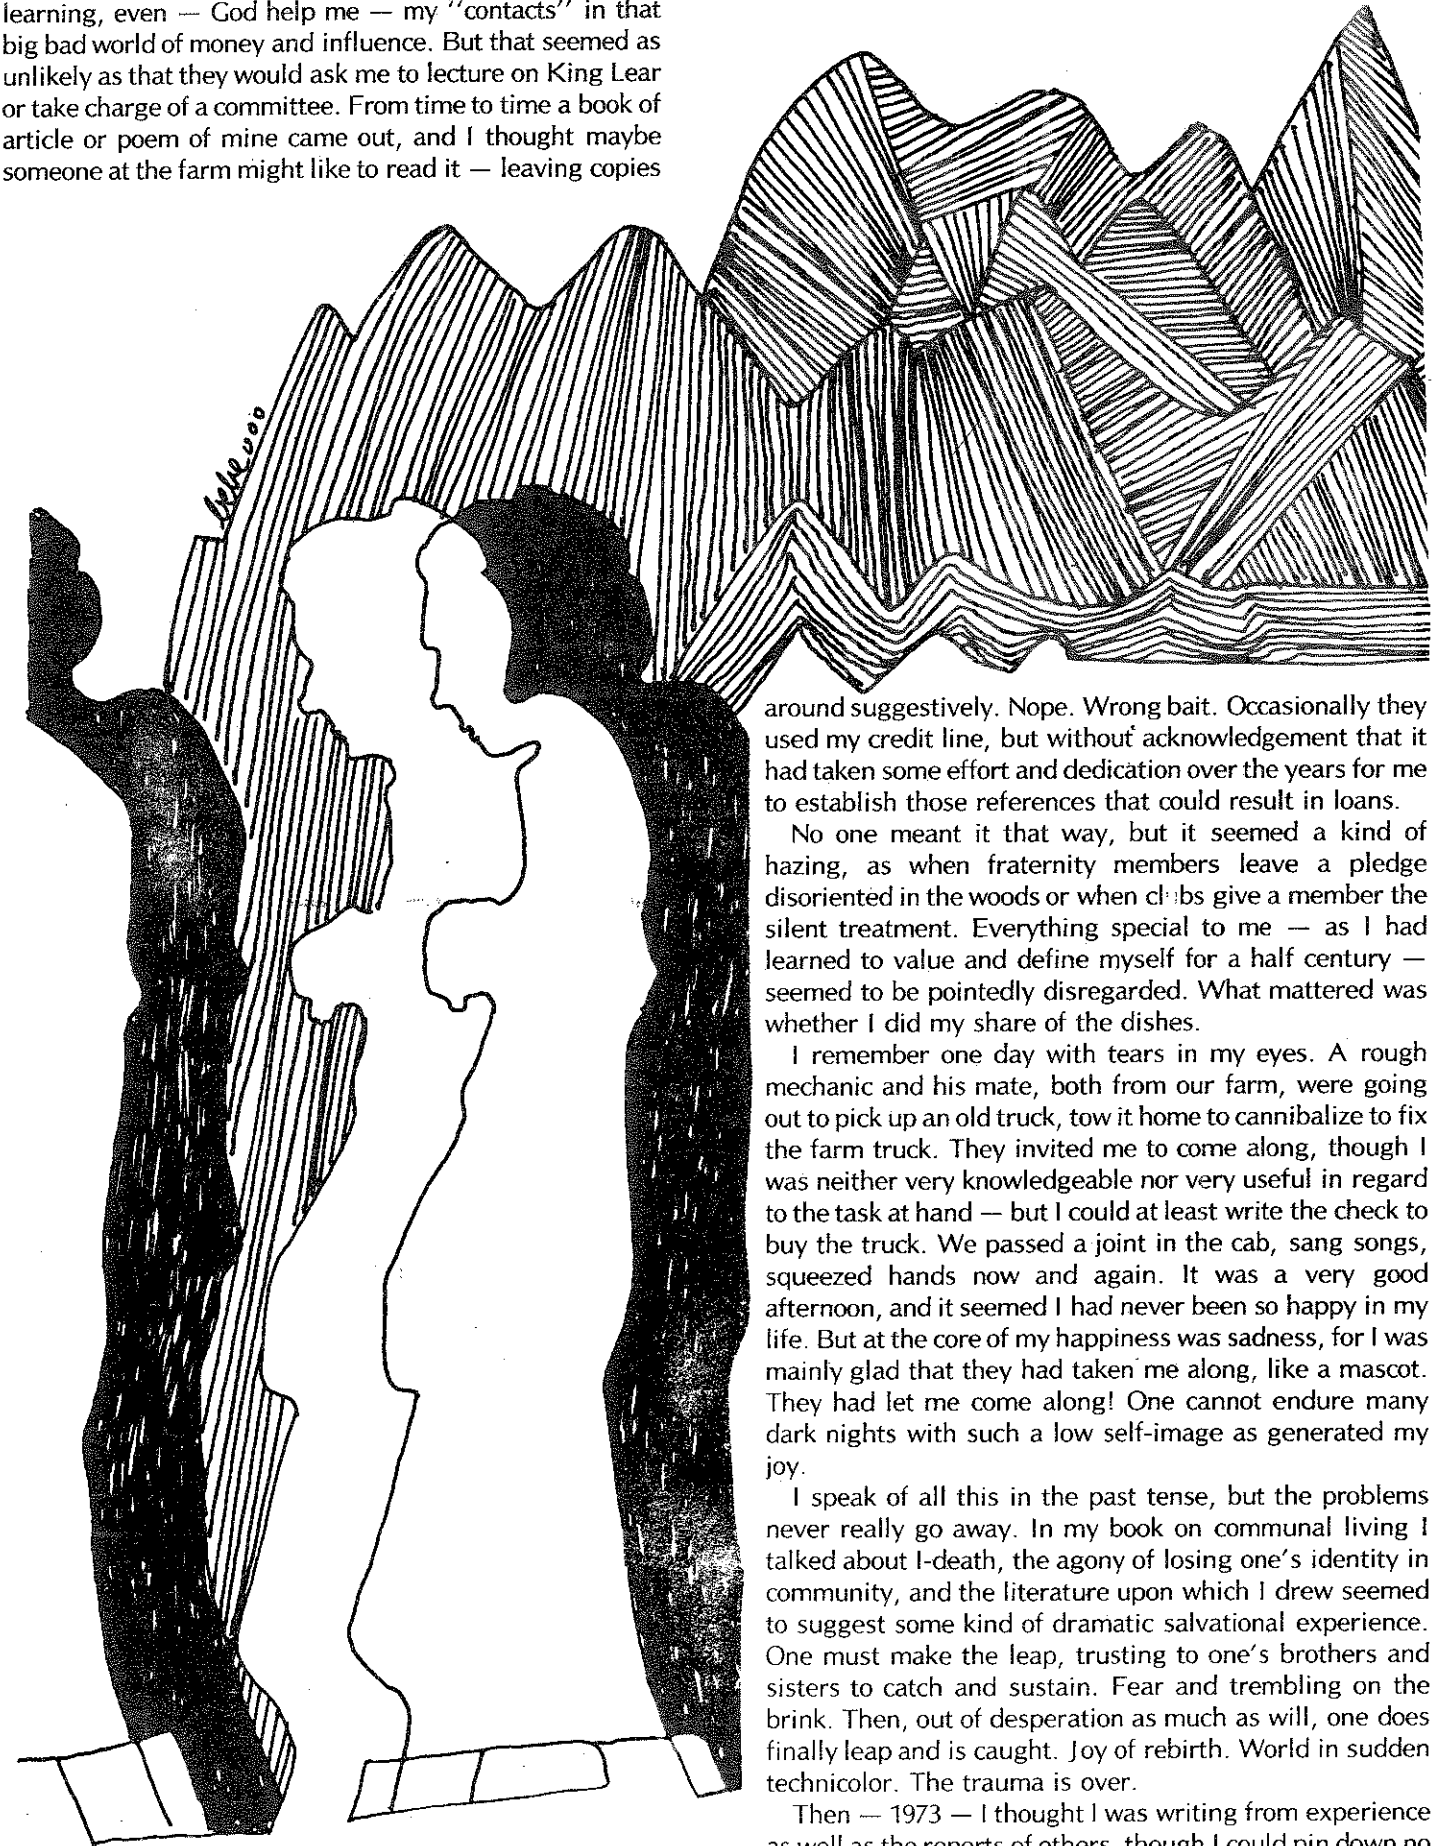 learning, even — God help me — my "contacts" in that
big bad world of money and influence. But that seemed as
unlikely as that they would ask me to lecture on King Lear
or take charge of a committee. From time to time a book of
article or poem of mine came out, and I thought maybe
someone at the farm might like to read it — leaving copies
around suggestively. Nope. Wrong bait. Occasionally they
used my credit line, but without acknowledgement that it
had taken some effort and dedication over the years for me
to establish those references that could result in loans.
No one meant it that way, but it seemed a kind of
hazing, as when fraternity members leave a pledge
disoriented in the woods or when cl bs give a member the
silent treatment. Everything special to me — as I had
learned to value and define myself for a half century —
seemed to be pointedly disregarded. What mattered was
whether I did my share of the dishes.
I remember one day with tears in my eyes. A rough
mechanic and his mate, both from our farm, were going
out to pick up an old truck, tow it home to cannibalize to fix
the farm truck. They invited me to come along, though I
was neither very knowledgeable nor very useful in regard
to the task at hand — but I could at least write the check to
buy the truck. We passed a joint in the cab, sang songs,
squeezed hands now and again. It was a very good
afternoon, and it seemed I had never been so happy in my
life. But at the core of my happiness was sadness, for I was
mainly glad that they had taken me along, like a mascot.
They had let me come along! One cannot endure many
dark nights with such a low self-image as generated my
joy.
I speak of all this in the past tense, but the problems
never really go away. In my book on communal living I
talked about I-death, the agony of losing one's identity in
community, and the literature upon which I drew seemed
to suggest some kind of dramatic salvational experience.
One must make the leap, trusting to one's brothers and
sisters to catch and sustain. Fear and trembling on the
brink. Then, out of desperation as much as will, one does
finally leap and is caught. Joy of rebirth. World in sudden
technicolor. The trauma is over.
Then — 1973 — I thought I was writing from experience
as well as the reports of others, though I could pin down no